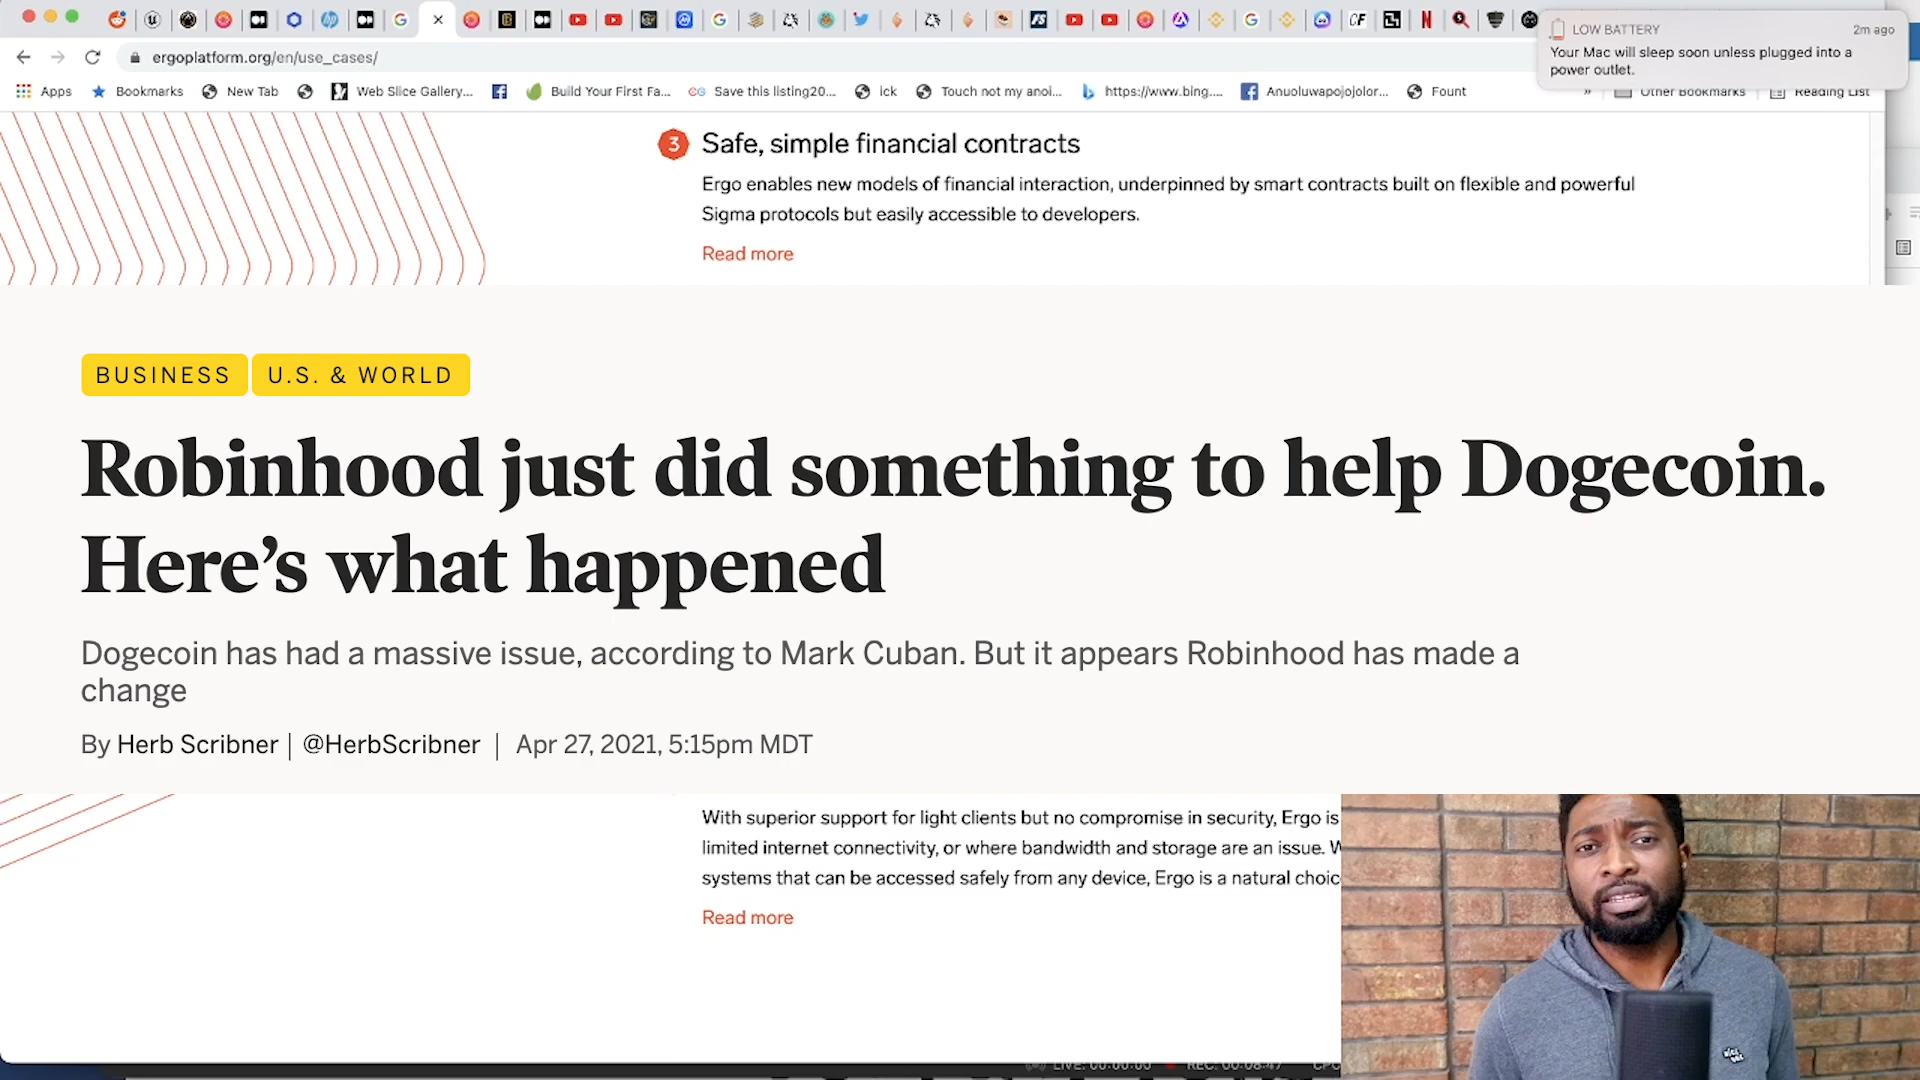 LOW BATTERY
2m ago
Your Mac will sleep soon unless plugged into a
power outlet.
ergoplatform.org/en/use_cases/
Apps
Bookmarks
New Tab
Web Slice Gallery...
Build Your First Fa...
Save this listing20...
ick
Touch not my anoi...
https://www.bing....
Anuoluwapojojolor...
Fount
»
Other Bookmarks
Reading List
3 Safe, simple financial contracts
Ergo enables new models of financial interaction, underpinned by smart contracts built on flexible and powerful
Sigma protocols but easily accessible to developers.
Read more
BUSINESS
U.S. & WORLD
Robinhood just did something to help Dogecoin.
Here’s what happened
Dogecoin has had a massive issue, according to Mark Cuban. But it appears Robinhood has made a
change
By Herb Scribner | @HerbScribner | Apr 27, 2021, 5:15pm MDT
With superior support for light clients but no compromise in security, Ergo is
limited internet connectivity, or where bandwidth and storage are an issue. W
systems that can be accessed safely from any device, Ergo is a natural choic
Read more